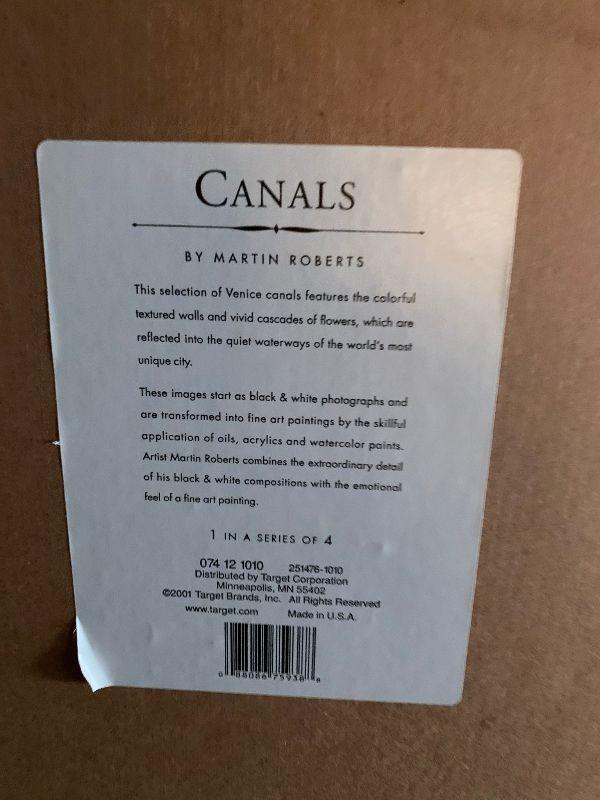 CANALS
BY MARTIN ROBERTS
This selection of Venice canals features the colorful
textured walls and vivid cascades of flowers, which are
reflected into the quiet waterways of the world's most
unique city.
These images start as black & white photographs and
are transformed into fine art paintings by the skillful
application of oils, acrylics and watercolor paints.
Artist Martin Roberts combines the extraordinary detail
of his black & white compositions with the emotional
feel of a fine art painting.
1 IN A SERIES OF 4
074 12 1010 251476-1010
Distributed by Target Corporation
Minneapolis, MN 55402
©2001 Target Brands, Inc. All Rights Reserved
www.target.com Made in U.S.A.
0 88086 75938 8